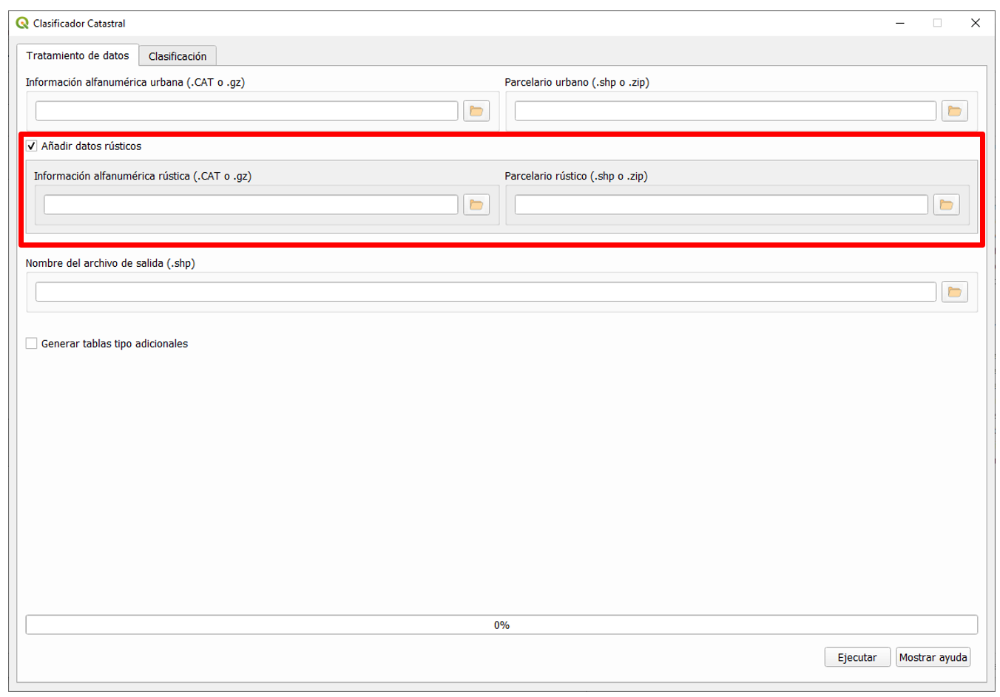 Clasificador Catastral
Tratamiento de datos Clasificación
Información alfanumérica urbana (.CAT o .gz) Parcelario urbano (.shp o .zip)
Añadir datos rústicos
Información alfanumérica rústica (.CAT o .gz) Parcelario rústico (.shp o .zip)
Nombre del archivo de salida (.shp)
Generar tablas tipo adicionales
0%
Ejecutar Mostrar ayuda